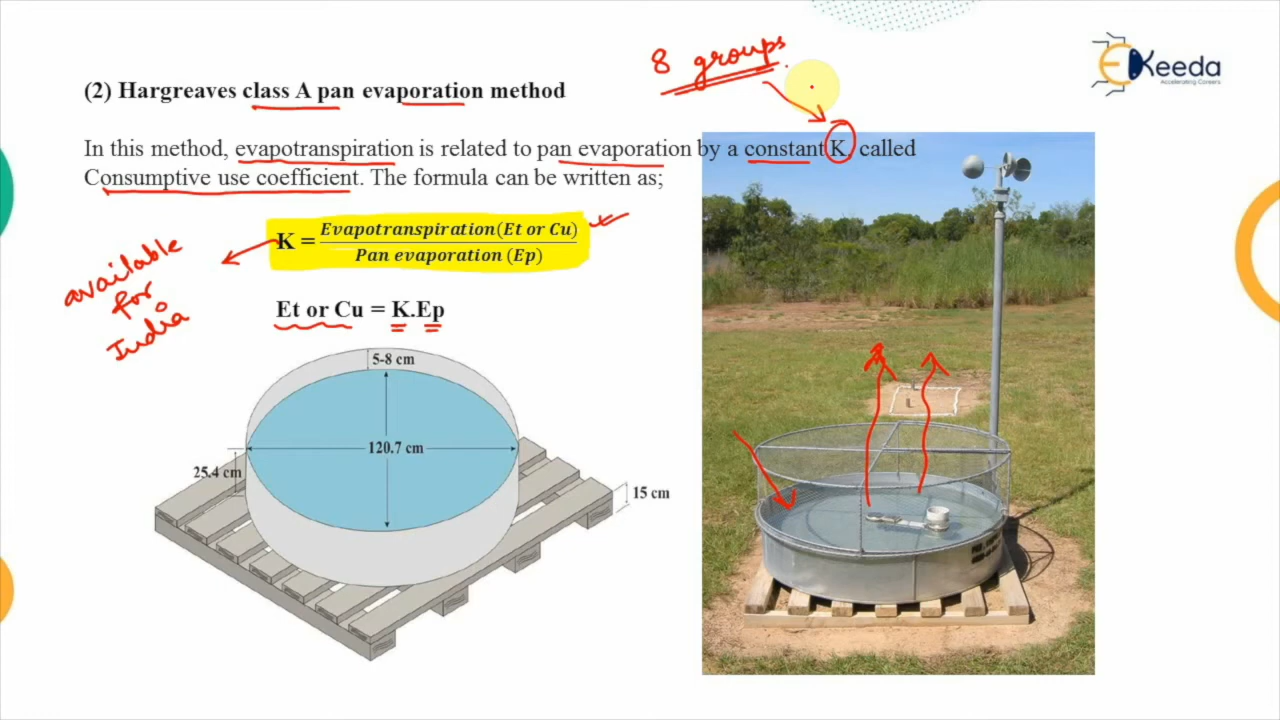 8 groups.
EKeeda
Accelerating Careers
(2) Hargreaves class A pan evaporation method
In this method, evapotranspiration is related to pan evaporation by a constant K, called
Consumptive use coefficient. The formula can be written as;
K = Evapotranspiration(Et or Cu)
Pan evaporation (Ep)
available
for
India
Et or Cu = K.Ep
5-8 cm
120.7 cm
25.4 cm
15 cm